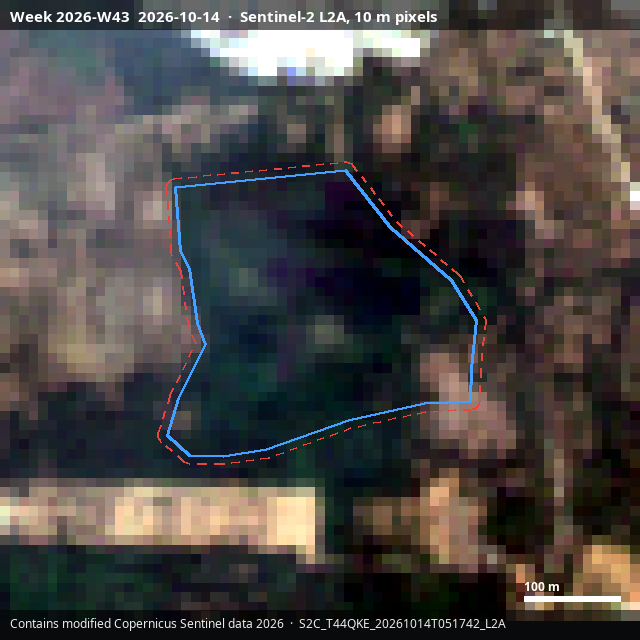 Week 2026-W43  2026-10-14  ·  Sentinel-2 L2A, 10 m pixels
100 m
Contains modified Copernicus Sentinel data 2026  ·  S2C_T44QKE_20261014T051742_L2A